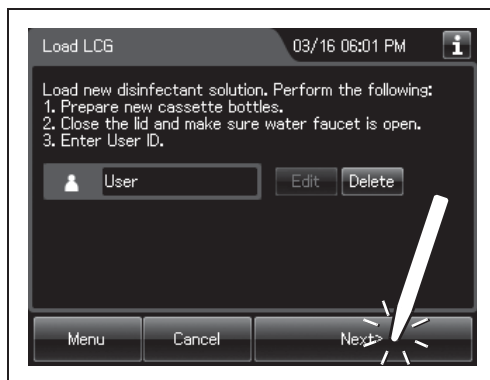 Load LCG 03/16 06:01 PM i
Load new disinfectant solution. Perform the following:
1. Prepare new cassette bottles.
2. Close the lid and make sure water faucet is open.
3. Enter User ID.
User Edit Delete
Menu Cancel Next>